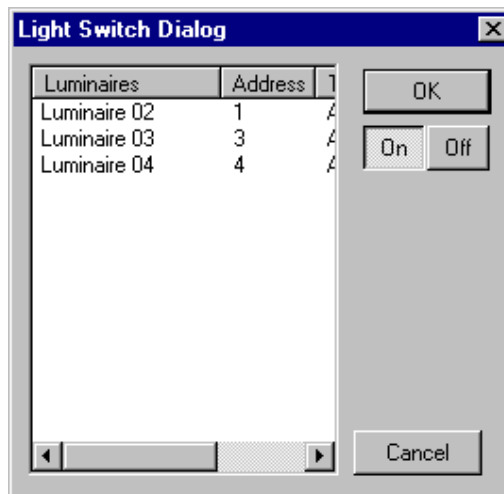 Light Switch Dialog
Luminaires Address
Luminaire 02 1
Luminaire 03 3
Luminaire 04 4
OK
On Off
Cancel